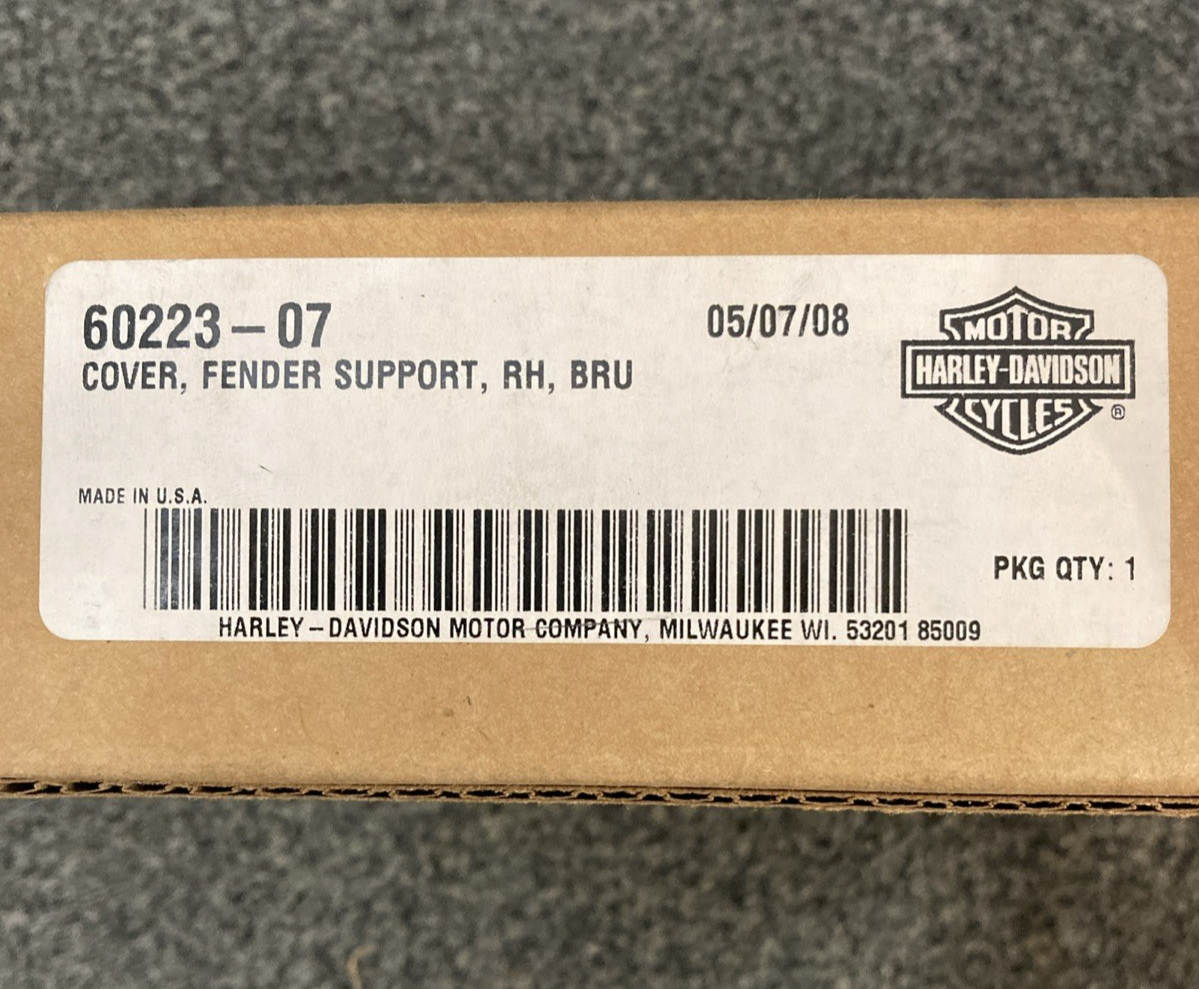 60223-07
05/07/08
COVER, FENDER SUPPORT, RH, BRU
MOTOR
HARLEY-DAVIDSON
CYCLES
®
MADE IN U.S.A.
PKG QTY: 1
HARLEY-DAVIDSON MOTOR COMPANY, MILWAUKEE WI. 53201 85009